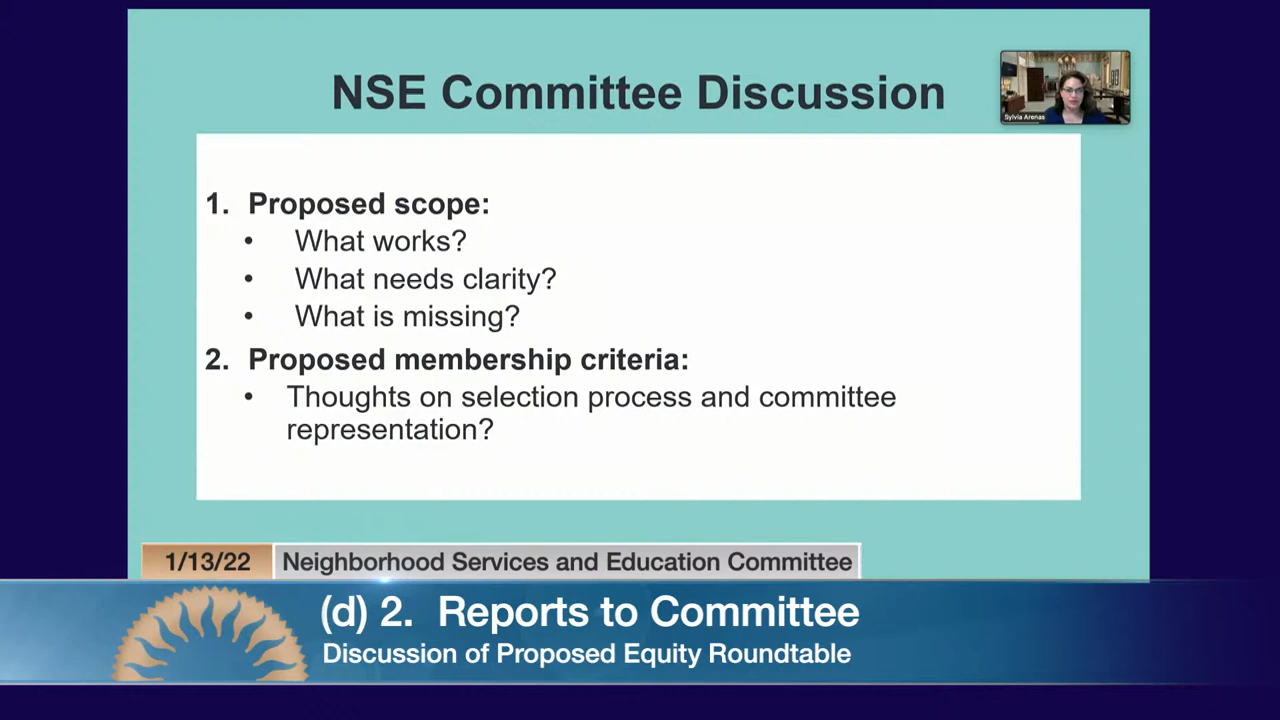 NSE Committee Discussion
Sylvia Arenas
1. Proposed scope:
• What works?
• What needs clarity?
• What is missing?
2. Proposed membership criteria:
• Thoughts on selection process and committee
representation?
1/13/22 Neighborhood Services and Education Committee
(d) 2. Reports to Committee
Discussion of Proposed Equity Roundtable